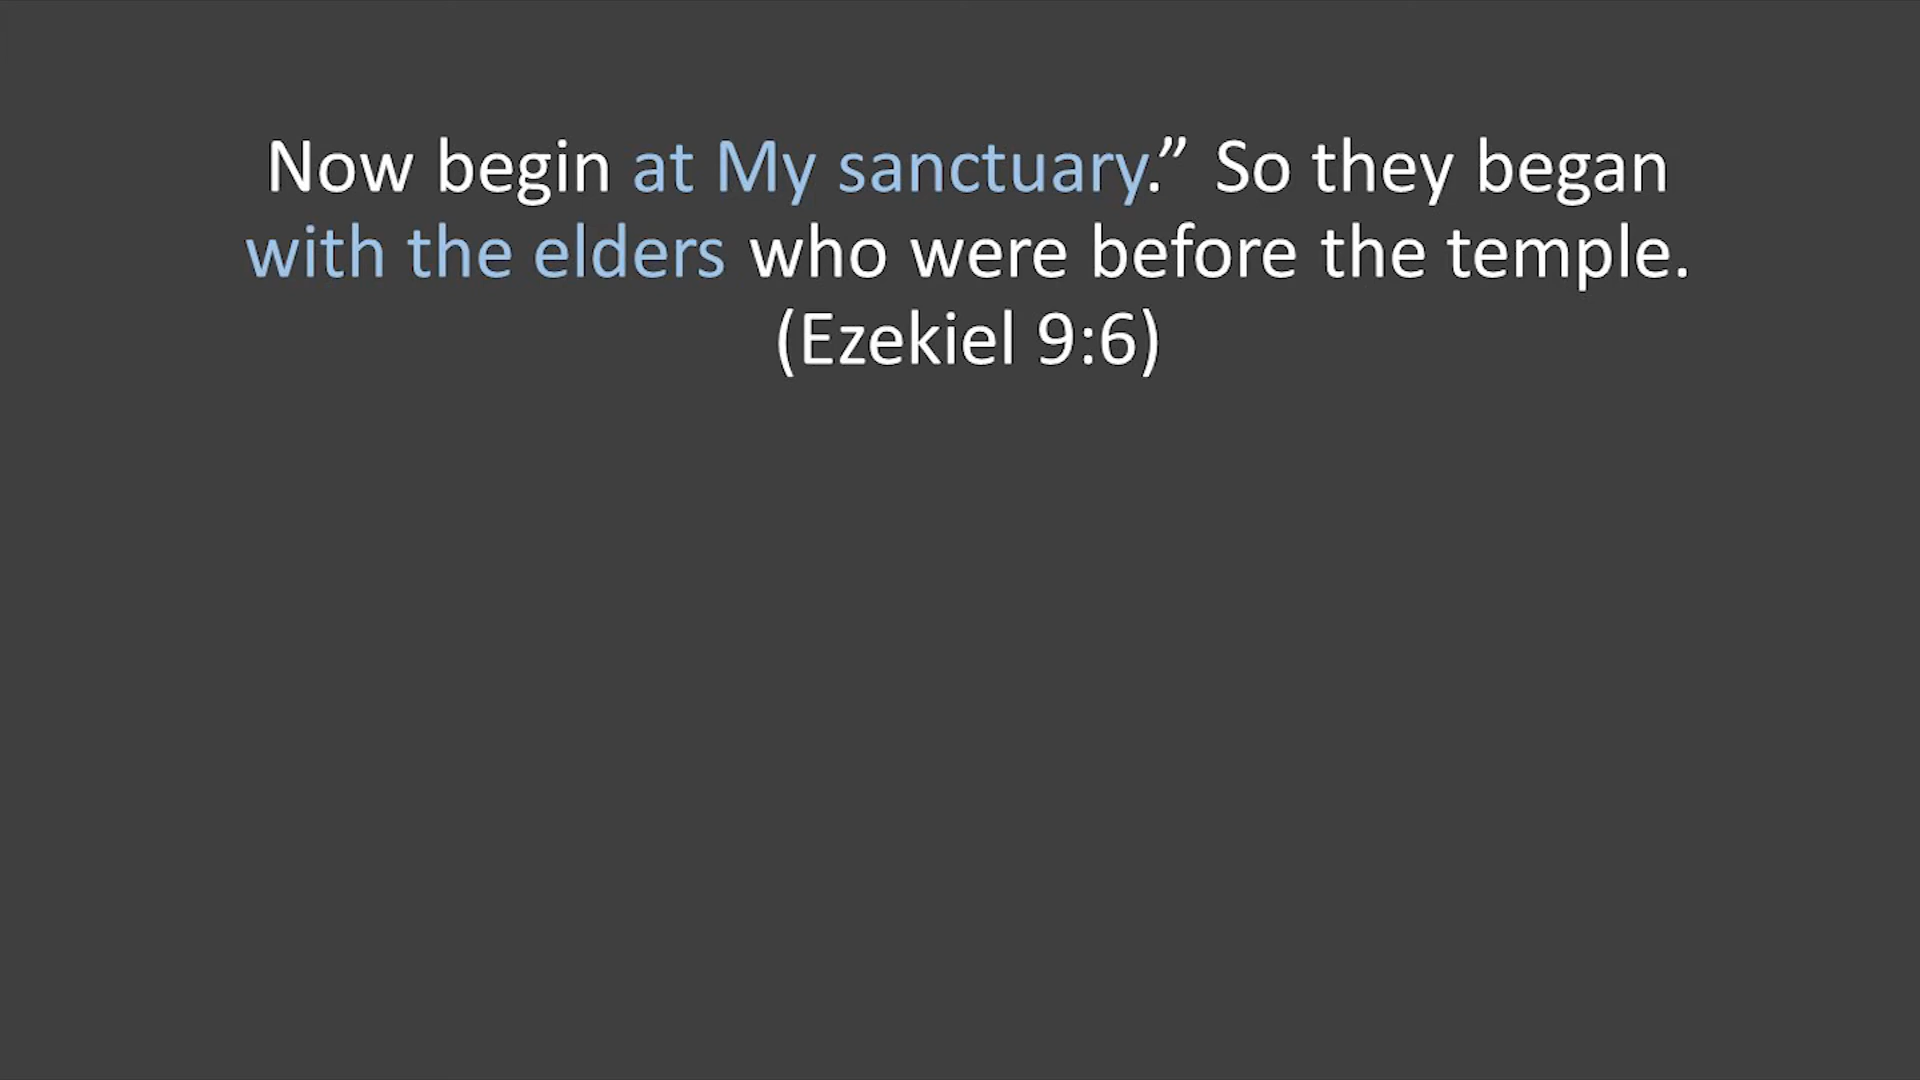 Now begin at My sanctuary.” So they began
with the elders who were before the temple.
(Ezekiel 9:6)